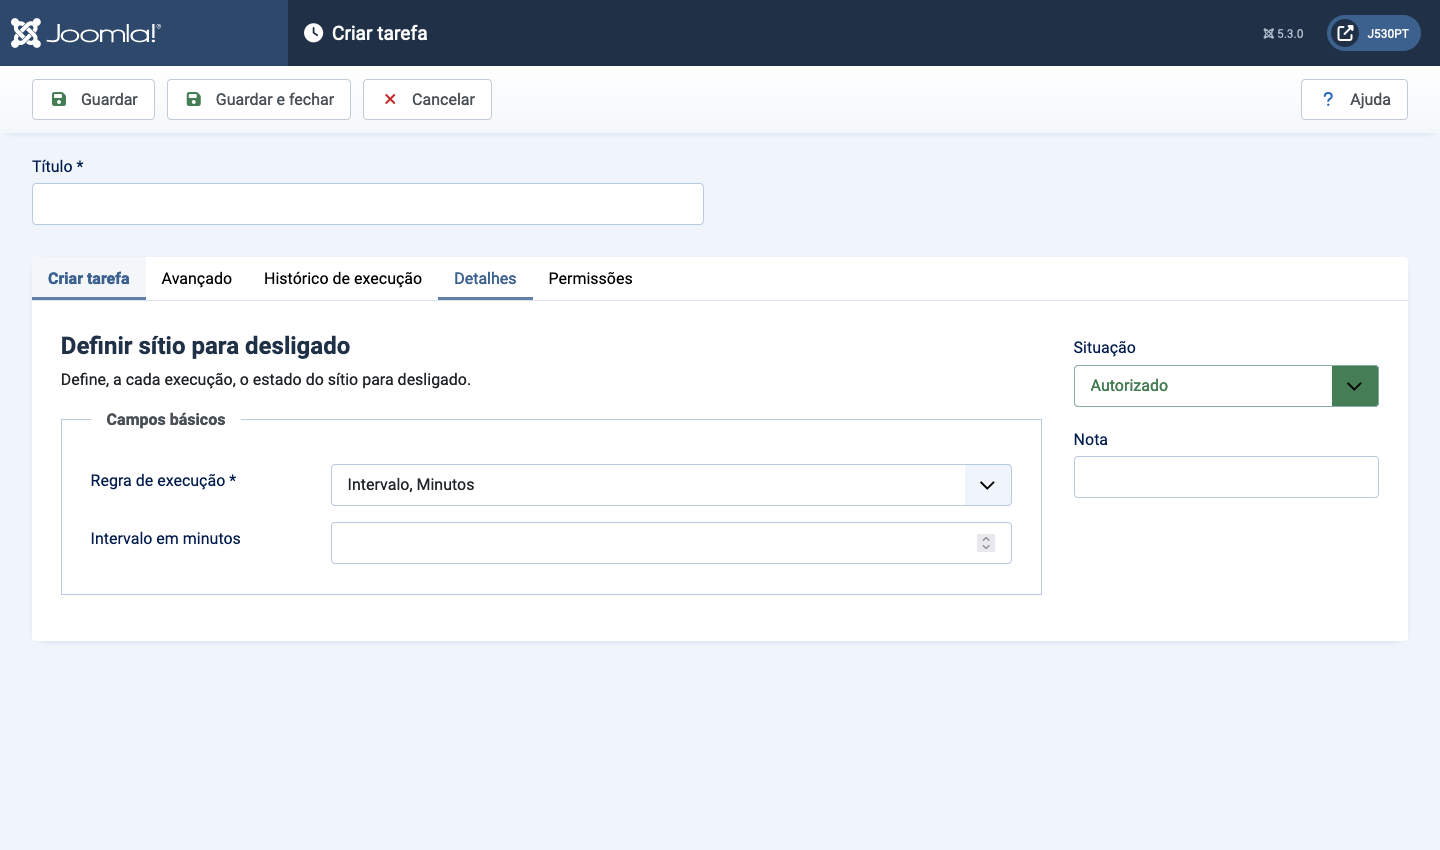 Joomla!®
Criar tarefa
5.3.0
J530PT
Guardar
Guardar e fechar
Cancelar
? Ajuda
Título *
Criar tarefa
Avançado
Histórico de execução
Detalhes
Permissões
Definir sítio para desligado
Define, a cada execução, o estado do sítio para desligado.
Campos básicos
Regra de execução *
Intervalo, Minutos
Intervalo em minutos
Situação
Autorizado
Nota